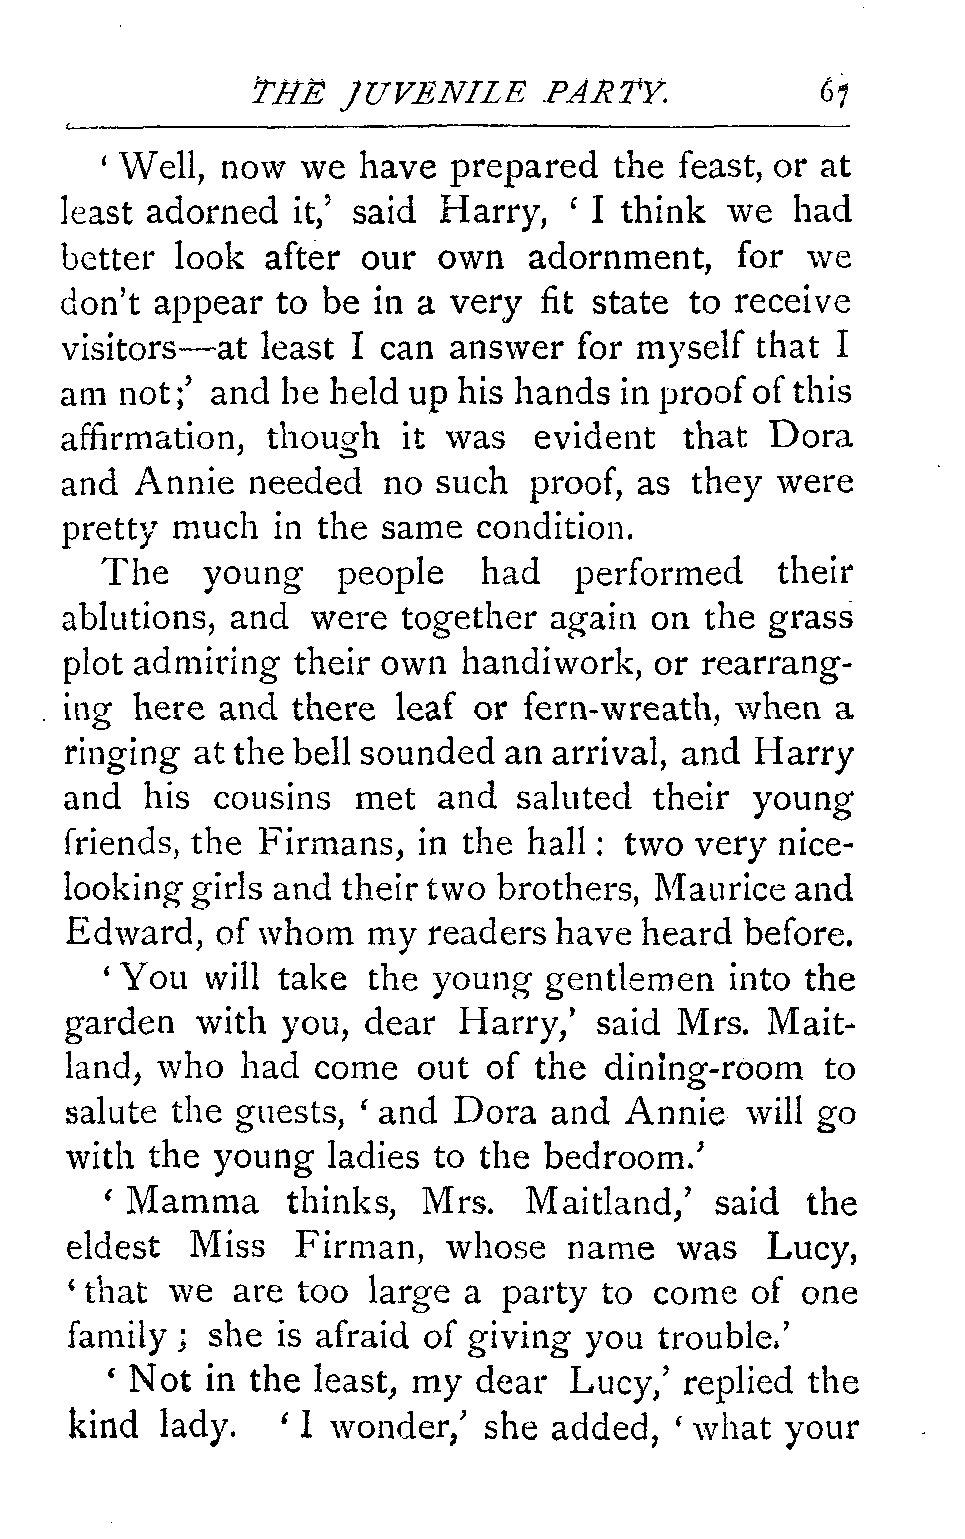 THE JUVENILE PARTY. 67
‘Well, now we have prepared the feast, or at
least adorned it,’ said Harry, ‘I think we had
better look after our own adornment, for we
don't appear to be in a very fit state to receive
visitors—at least I can answer for myself that I
am not;’ and he held up his hands in proof of this
affirmation, though it was evident that Dora
and Annie needed no such proof, as they were
pretty much in the same condition.
The young people had performed their
ablutions, and were together again on the grass
plot admiring their own handiwork, or rearrang-
ing here and there leaf or fern-wreath, when a
ringing at the bell sounded an arrival, and Harry
and his cousins met and saluted their young
friends, the Firmans, in the hall: two very nice-
looking girls and their two brothers, Maurice and
Edward, of whom my readers have heard before.
‘You will take the young gentlemen into the
garden with you, dear Harry,’ said Mrs. Mait-
land, who had come out of the dining-room to
salute the guests, ‘and Dora and Annie will go
with the young ladies to the bedroom.’
‘Mamma thinks, Mrs. Maitland,’ said the
eldest Miss Firman, whose name was Lucy,
‘that we are too large a party to come of one
family; she is afraid of giving you trouble.’
‘Not in the least, my dear Lucy,’ replied the
kind lady. ‘I wonder,’ she added, ‘what your